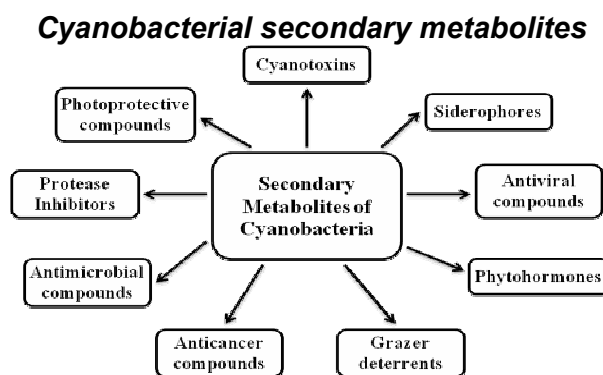 Cyanobacterial secondary metabolites
Cyanotoxins
Photoprotective
compounds
Siderophores
Protease
Inhibitors
Secondary
Metabolites of
Cyanobacteria
Antiviral
compounds
Antimicrobial
compounds
Phytohormones
Anticancer
compounds
Grazer
deterrents